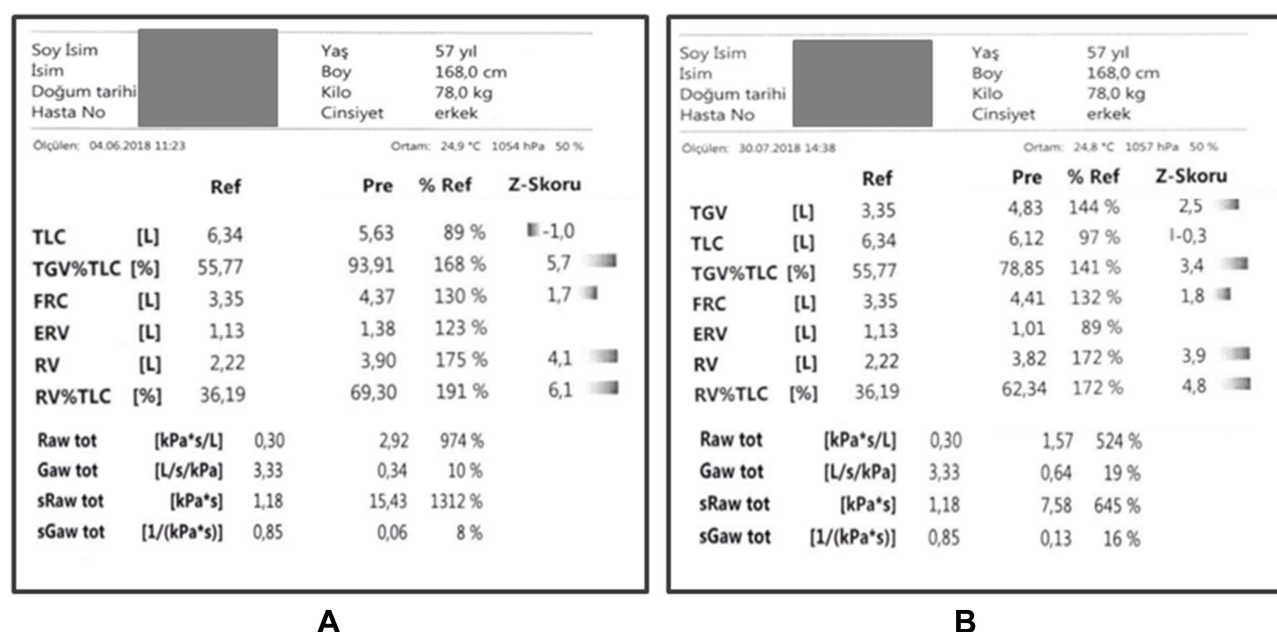 Soy İsim Yaş 57 yıl
İsim Boy 168,0 cm
Doğum tarihi Kilo 78,0 kg
Hasta No Cinsiyet erkek
Ölçülen: 04.06.2018 11:23 Ortam: 24,9 °C 1054 hPa 50 %
Ref Pre % Ref Z-Skoru
TLC [L] 6,34 5,63 89 % -1,0
TGV%TLC [%] 55,77 93,91 168 % 5,7
FRC [L] 3,35 4,37 130 % 1,7
ERV [L] 1,13 1,38 123 %
RV [L] 2,22 3,90 175 % 4,1
RV%TLC [%] 36,19 69,30 191 % 6,1
Raw tot [kPa*s/L] 0,30 2,92 974 %
Gaw tot [L/s/kPa] 3,33 0,34 10 %
sRaw tot [kPa*s] 1,18 15,43 1312 %
sGaw tot [1/(kPa*s)] 0,85 0,06 8 %
A
Soy İsim Yaş 57 yıl
İsim Boy 168,0 cm
Doğum tarihi Kilo 78,0 kg
Hasta No Cinsiyet erkek
Ölçülen: 30.07.2018 14:38 Ortam: 24,8 °C 1057 hPa 50 %
Ref Pre % Ref Z-Skoru
TGV [L] 3,35 4,83 144 % 2,5
TLC [L] 6,34 6,12 97 % -0,3
TGV%TLC [%] 55,77 78,85 141 % 3,4
FRC [L] 3,35 4,41 132 % 1,8
ERV [L] 1,13 1,01 89 %
RV [L] 2,22 3,82 172 % 3,9
RV%TLC [%] 36,19 62,34 172 % 4,8
Raw tot [kPa*s/L] 0,30 1,57 524 %
Gaw tot [L/s/kPa] 3,33 0,64 19 %
sRaw tot [kPa*s] 1,18 7,58 645 %
sGaw tot [1/(kPa*s)] 0,85 0,13 16 %
B